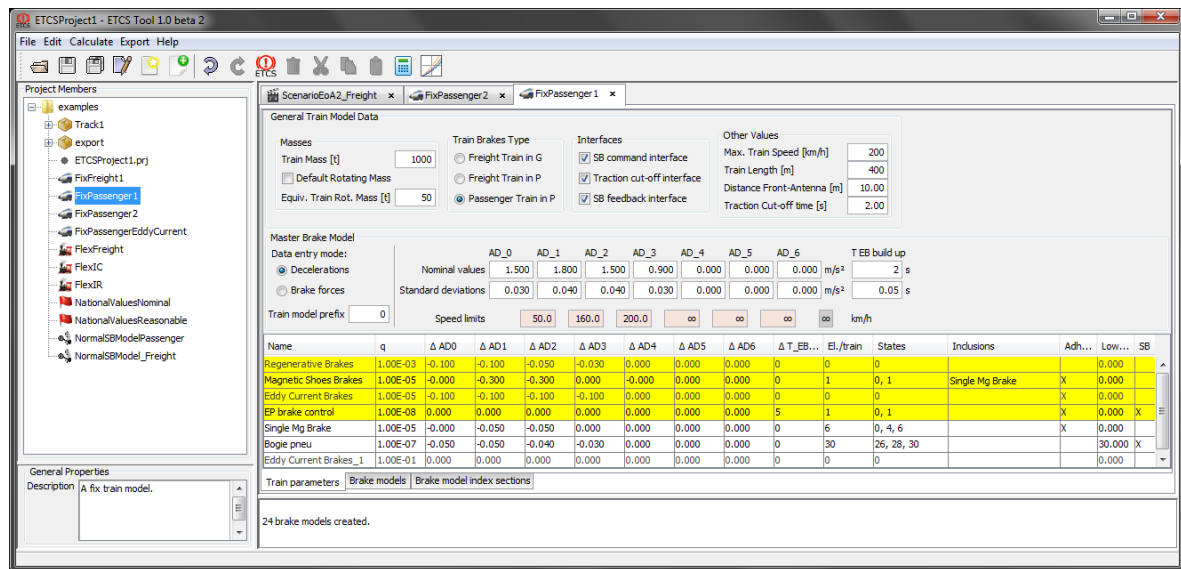 ETCSProject1 - ETCS Tool 1.0 beta 2
File Edit Calculate Export Help
ETCS
Project Members
examples
Track1
export
ETCSProject1.prj
FixFreight1
FixPassenger1
FixPassenger2
FixPassengerEddyCurrent
FlexFreight
FlexIC
FlexIR
NationalValuesNominal
NationalValuesReasonable
NormalSBModelPassenger
NormalSBModel_Freight
General Properties
Description A fix train model.
ScenarioEoA2_Freight x FixPassenger2 x FixPassenger1 x
General Train Model Data
Masses
Train Mass [t] 1000
Default Rotating Mass
Equiv. Train Rot. Mass [t] 50
Train Brakes Type
Freight Train in G
Freight Train in P
Passenger Train in P
Interfaces
SB command interface
Traction cut-off interface
SB feedback interface
Other Values
Max. Train Speed [km/h] 200
Train Length [m] 400
Distance Front-Antenna [m] 10.00
Traction Cut-off time [s] 2.00
Master Brake Model
Data entry mode:
Decelerations
Brake forces
Train model prefix 0
AD_0 AD_1 AD_2 AD_3 AD_4 AD_5 AD_6 T EB build up
Nominal values 1.500 1.800 1.500 0.900 0.000 0.000 0.000 m/s² 2 s
Standard deviations 0.030 0.040 0.040 0.030 0.000 0.000 0.000 m/s² 0.05 s
Speed limits 50.0 160.0 200.0 ∞ ∞ ∞ ∞ km/h
Name q Δ AD0 Δ AD1 Δ AD2 Δ AD3 Δ AD4 Δ AD5 Δ AD6 Δ T_EB... El./train States Inclusions Adh... Low... SB
Regenerative Brakes 1.00E-03 -0.100 -0.100 -0.050 -0.030 0.000 0.000 0.000 0 0 0 0.000
Magnetic Shoes Brakes 1.00E-05 -0.000 -0.300 -0.300 0.000 -0.000 0.000 0.000 0 1 0, 1 Single Mg Brake X 0.000
Eddy Current Brakes 1.00E-05 -0.100 -0.100 -0.100 -0.100 0.000 0.000 0.000 0 0 0 X 0.000
EP brake control 1.00E-08 0.000 0.000 0.000 0.000 0.000 0.000 0.000 5 1 0, 1 X 0.000 X
Single Mg Brake 1.00E-05 -0.000 -0.050 -0.050 0.000 0.000 0.000 0.000 0 6 0, 4, 6 X 0.000
Bogie pneu 1.00E-07 -0.050 -0.050 -0.040 -0.030 0.000 0.000 0.000 0 30 26, 28, 30 30.000 X
Eddy Current Brakes_1 1.00E-01 0.000 0.000 0.000 0.000 0.000 0.000 0.000 0 0 0 0.000
Train parameters Brake models Brake model index sections
24 brake models created.